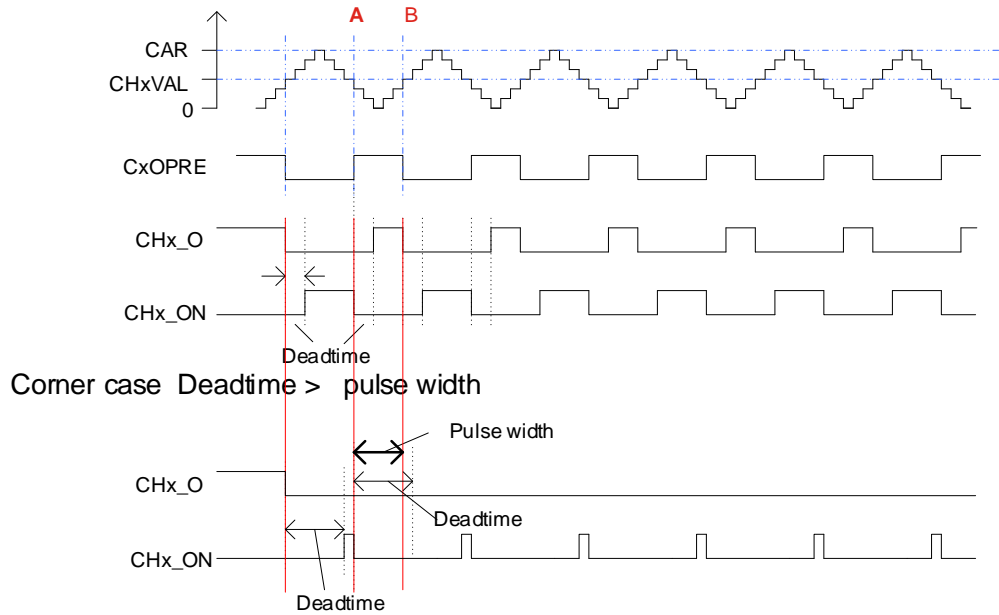 A B
CAR
CHxVAL
0
CxOPRE
CHx_O
CHx_ON
Deadtime
Corner case Deadtime > pulse width
Pulse width
CHx_O
Deadtime
CHx_ON
Deadtime